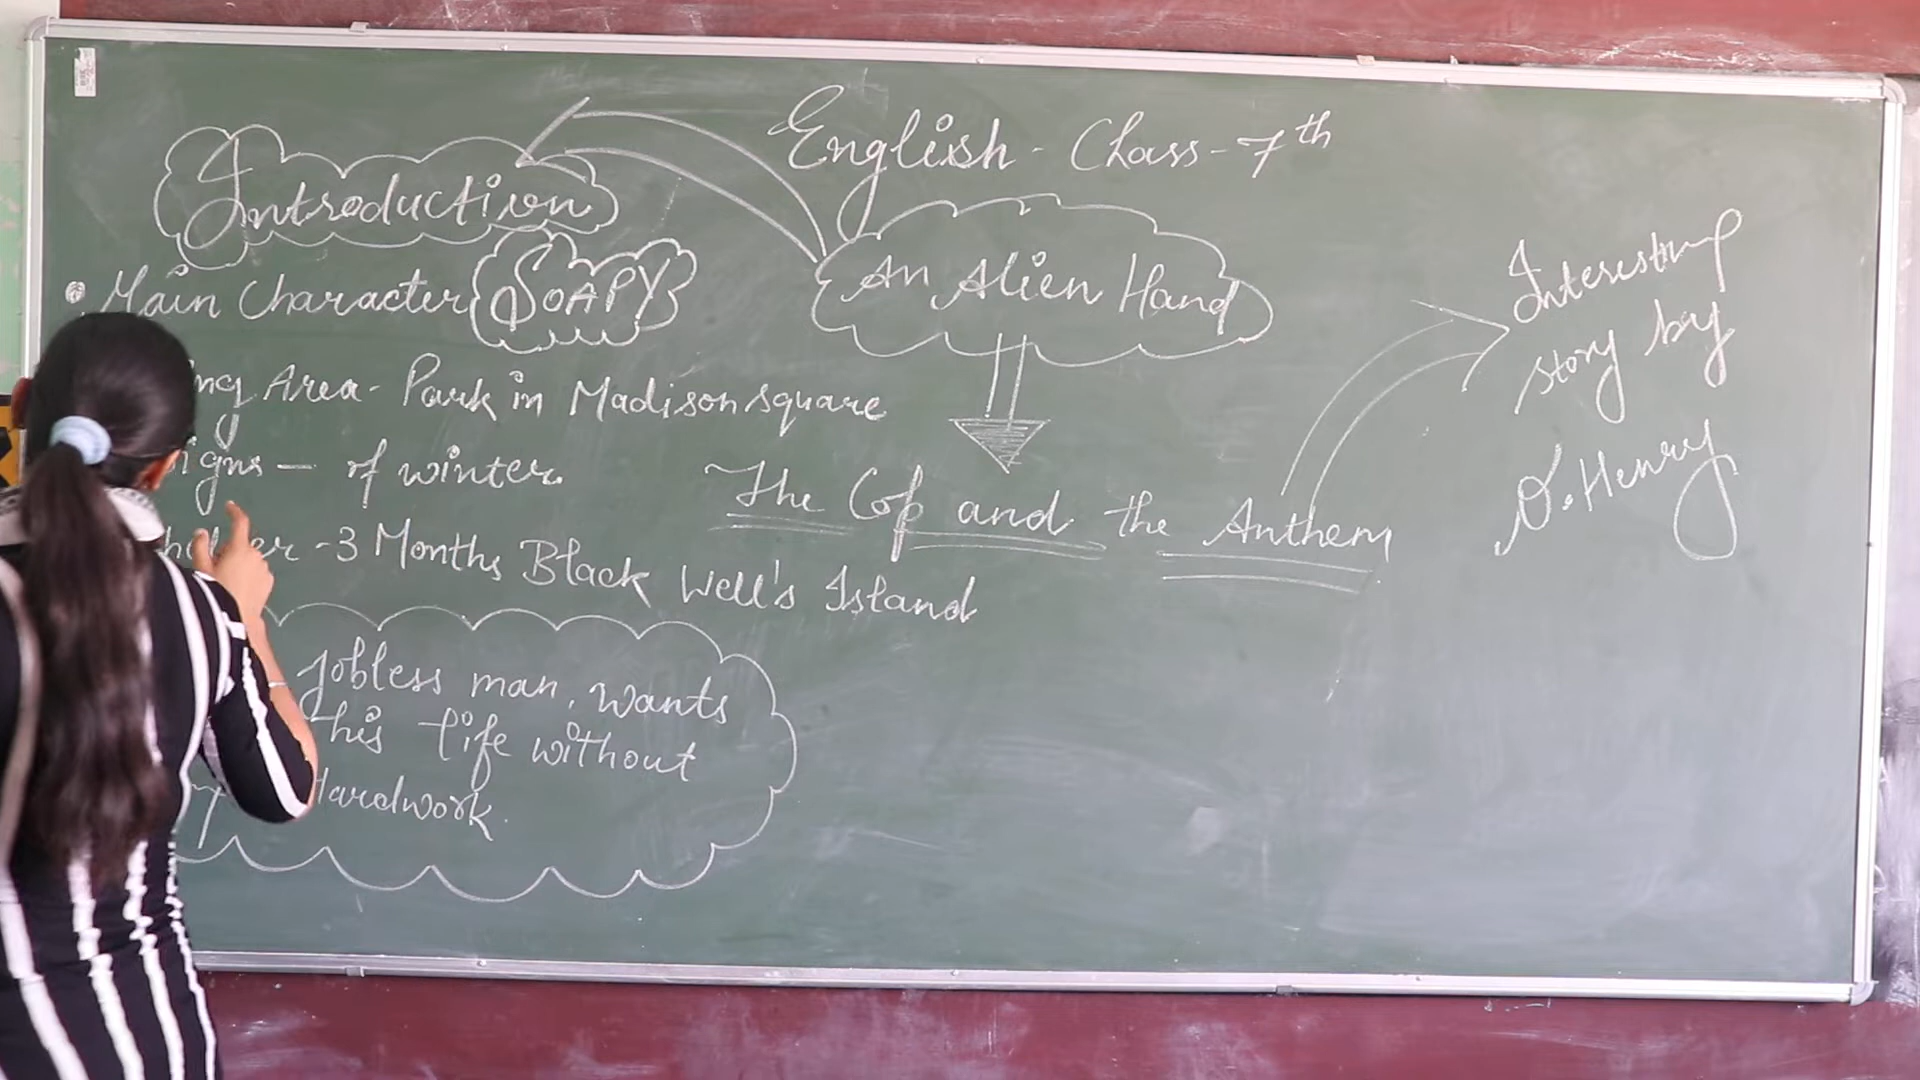 English - Class - 7th
Introduction
An Alien Hand
Main Character SOAPY
Area - Park in Madison square
of winter.
- 3 Months Black Well's Island
Jobless man, wants
his life without
Hardwork.
The Cop and the Anthem
Interesting
story by
O. Henry